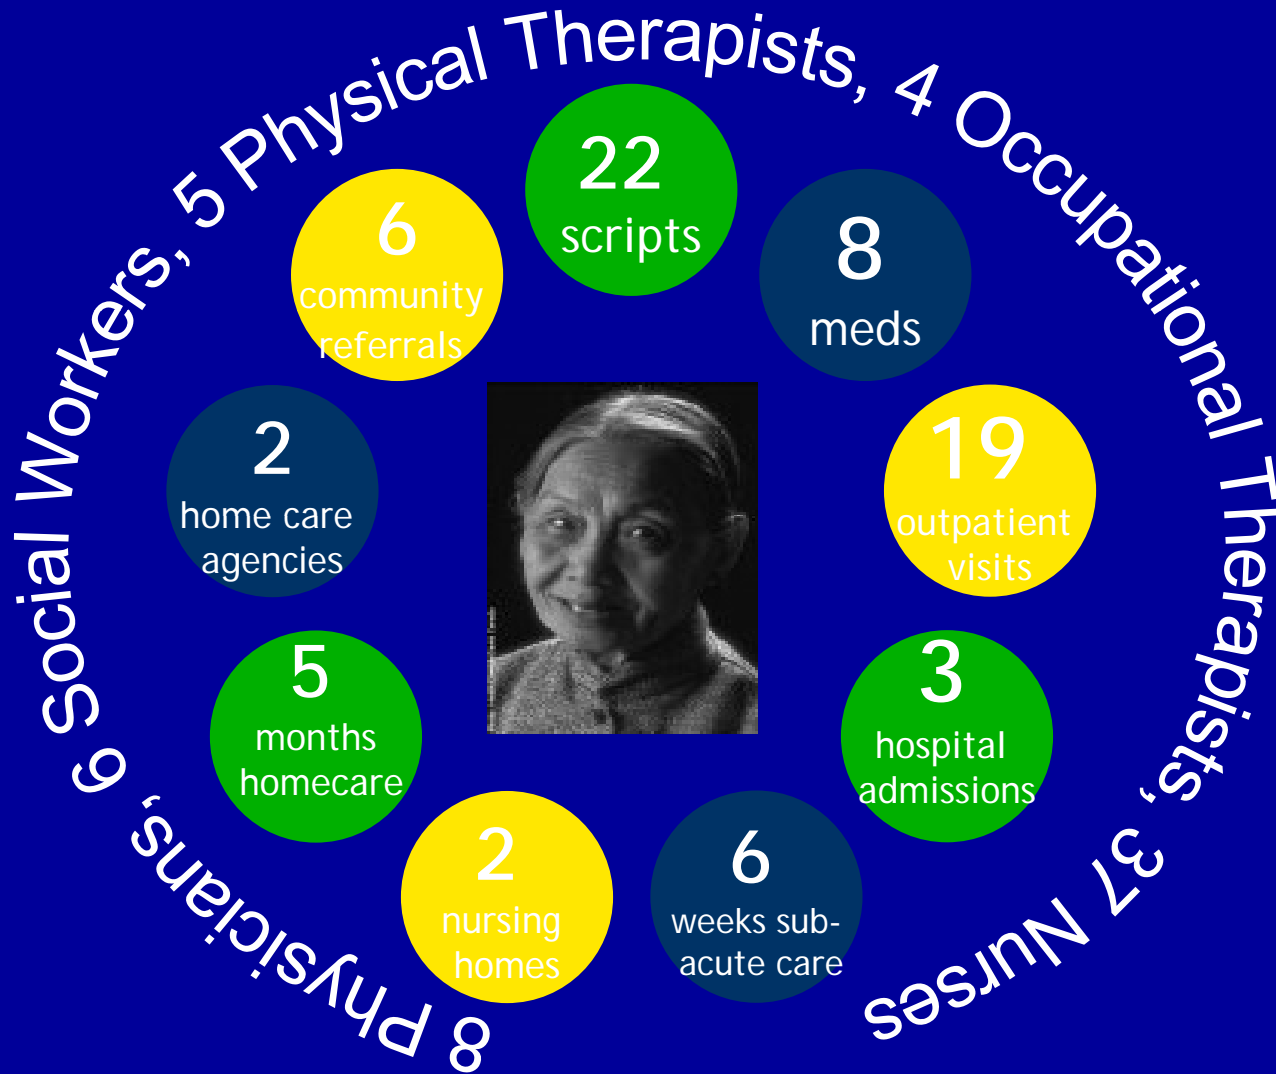 8 Physicians, 6 Social Workers, 5 Physical Therapists, 4 Occupational Therapists, 37 Nurses
22
scripts
8
meds
19
outpatient
visits
3
hospital
admissions
6
weeks sub-
acute care
2
nursing
homes
5
months
homecare
2
home care
agencies
6
community
referrals